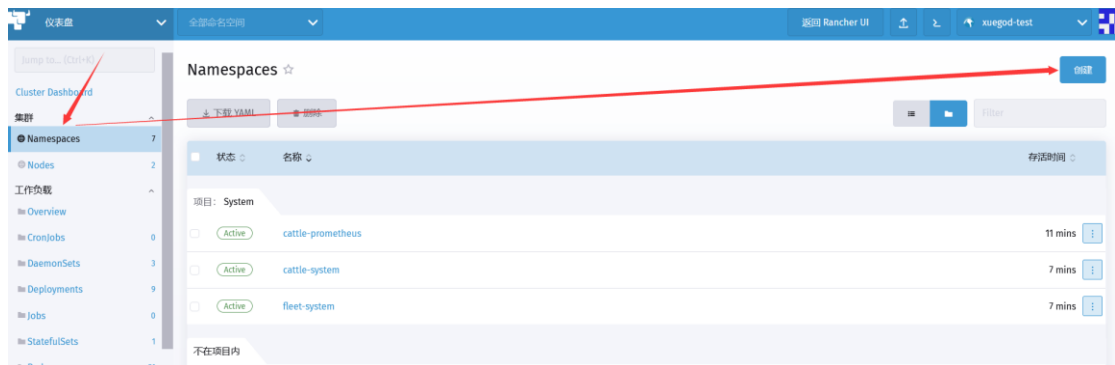 仪表盘
全部命名空间
返回 Rancher UI
xuegod-test
Jump to... (Ctrl+K)
Cluster Dashboard
集群
Namespaces 7
Nodes 2
工作负载
Overview
CronJobs 0
DaemonSets 3
Deployments 9
Jobs 0
StatefulSets 1
Namespaces
创建
下载 YAML
删除
Filter
状态 名称 存活时间
项目: System
Active cattle-prometheus 11 mins
Active cattle-system 7 mins
Active fleet-system 7 mins
不在项目内